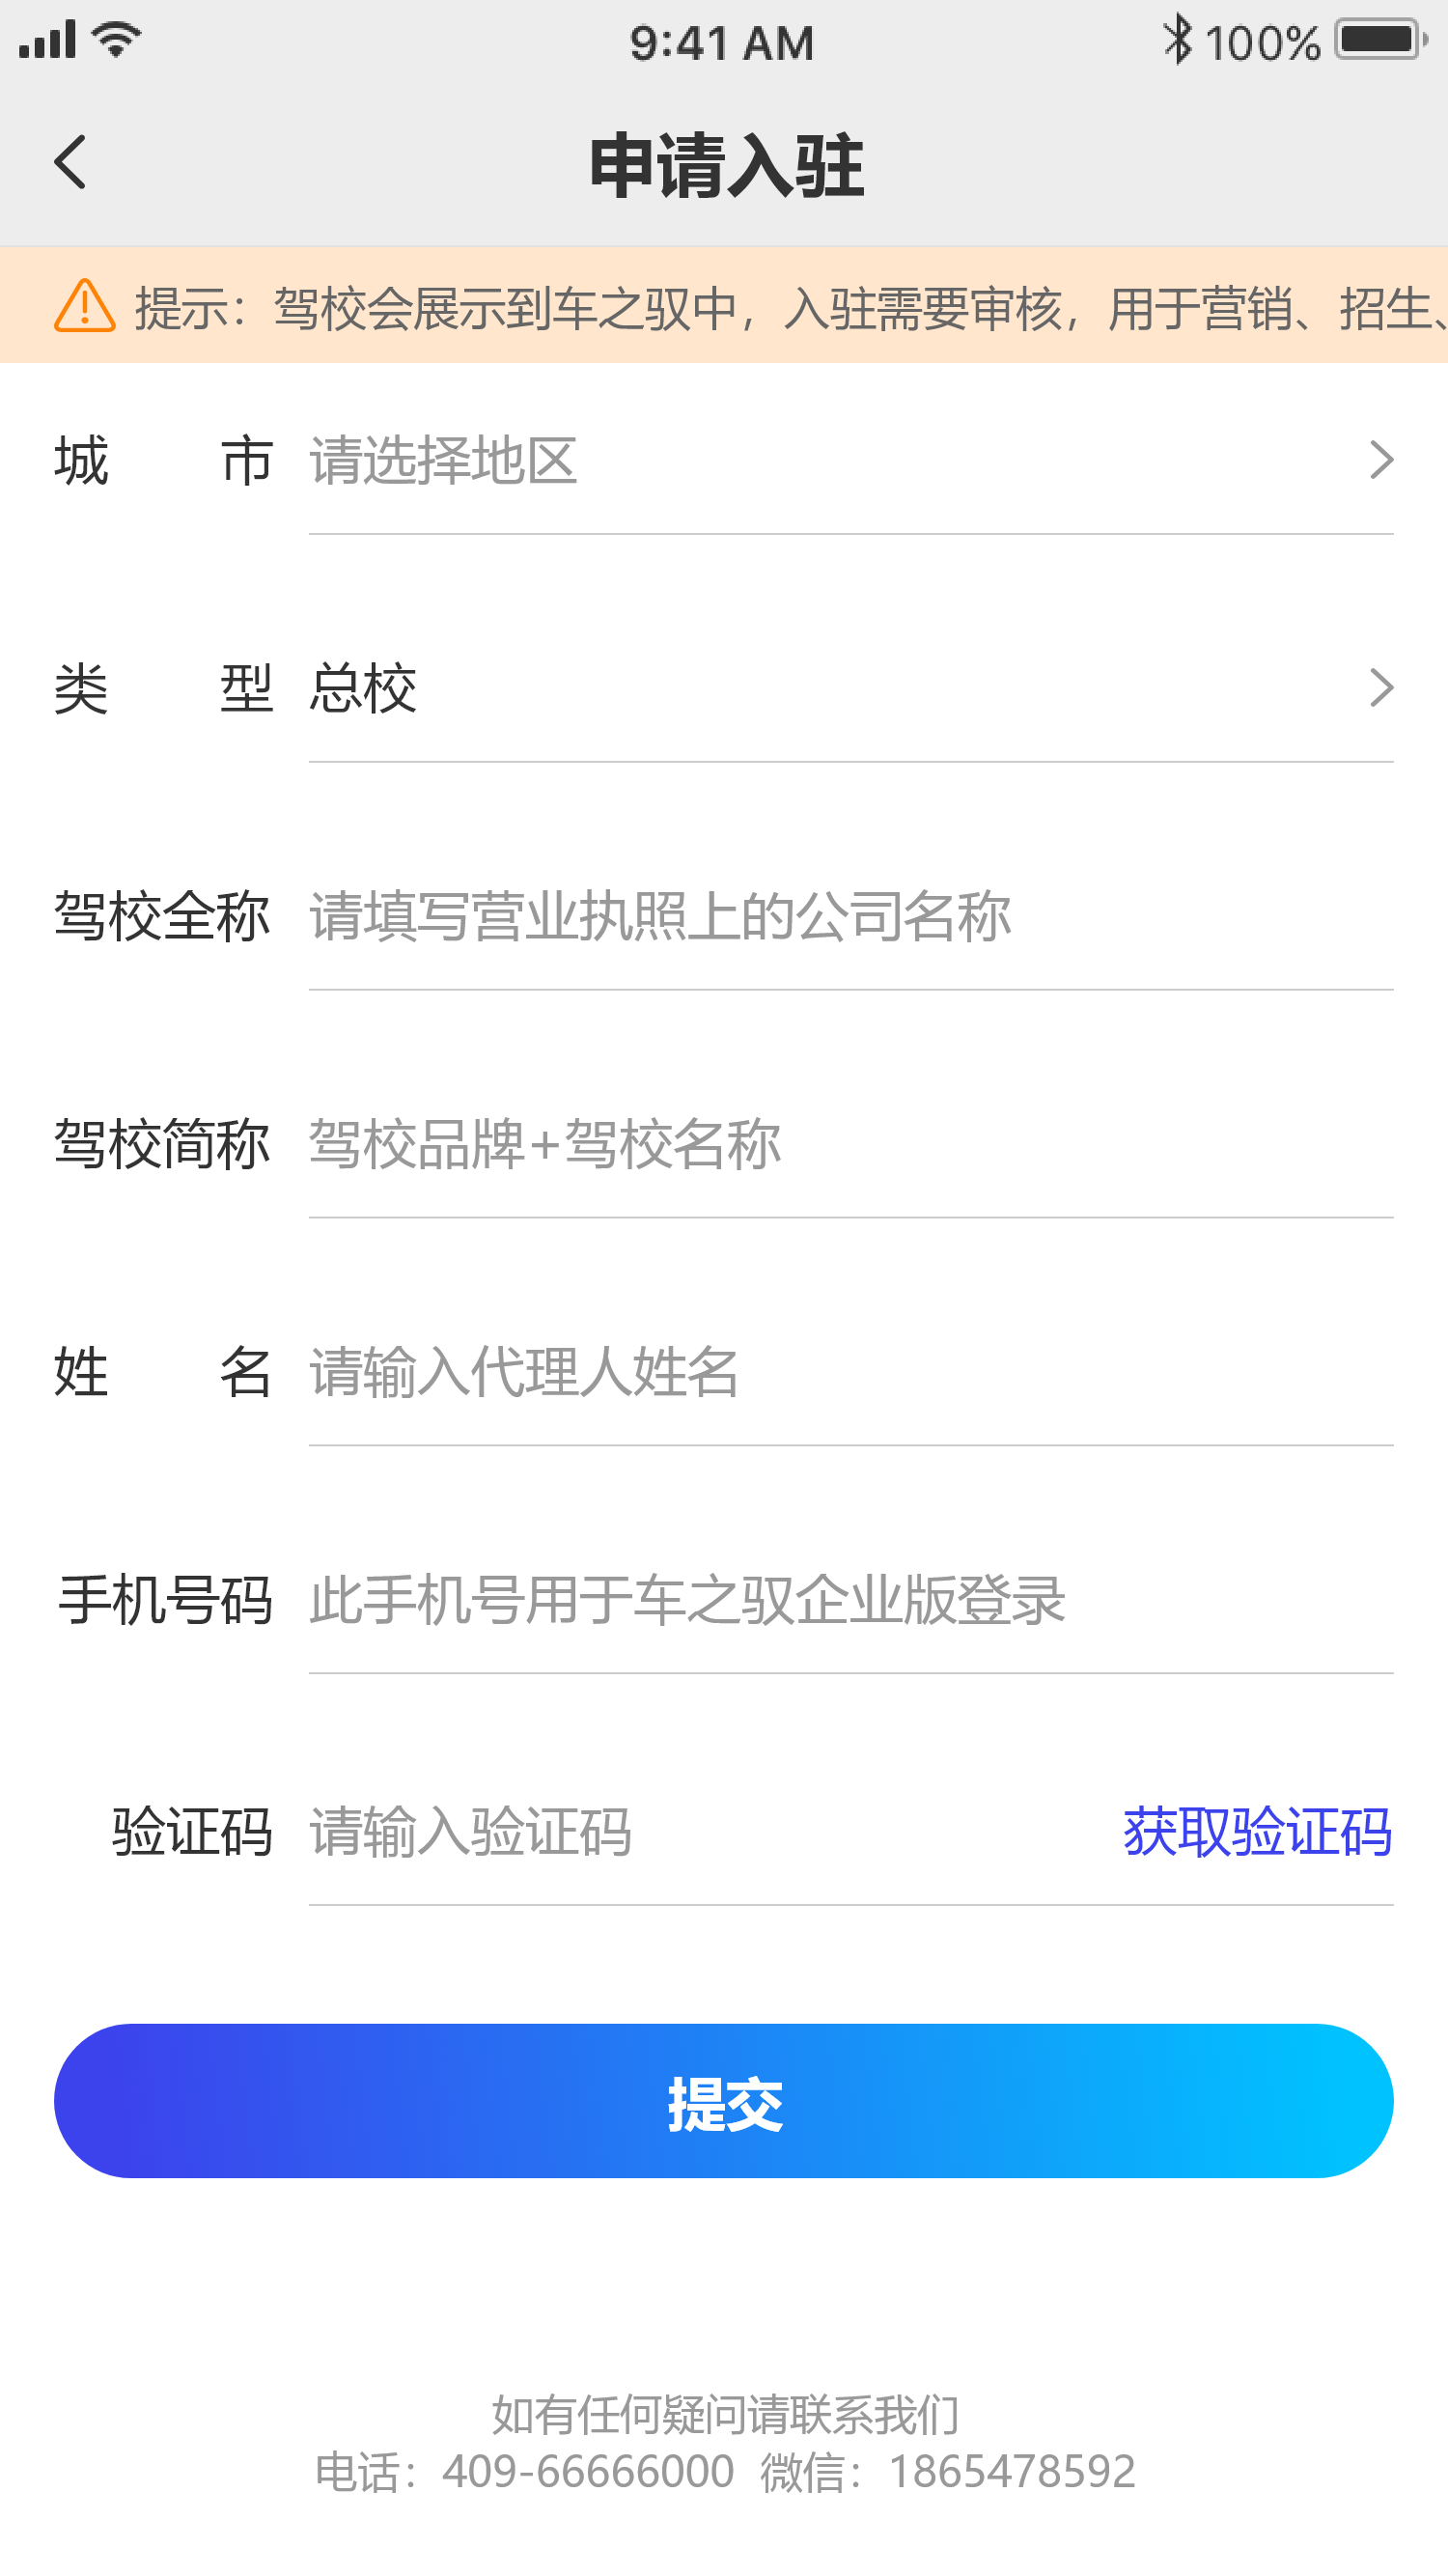 9:41 AM 100%
申请入驻
提示：驾校会展示到车之驭中，入驻需要审核，用于营销、招生、
城市 请选择地区
类型 总校
驾校全称 请填写营业执照上的公司名称
驾校简称 驾校品牌+驾校名称
姓名 请输入代理人姓名
手机号码 此手机号用于车之驭企业版登录
验证码 请输入验证码 获取验证码
提交
如有任何疑问请联系我们
电话：409-66666000 微信：1865478592